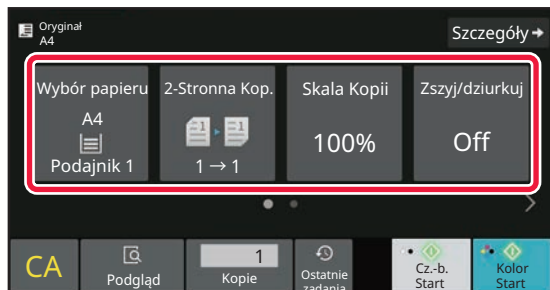 Oryginał
A4
Szczegóły
Wybór papieru
A4
Podajnik 1
2-Stronna Kop.
1 → 1
Skala Kopii
100%
Zszyj/dziurkuj
Off
CA
Podgląd
1
Kopie
Ostatnie
zadania
Cz.-b.
Start
Kolor
Start